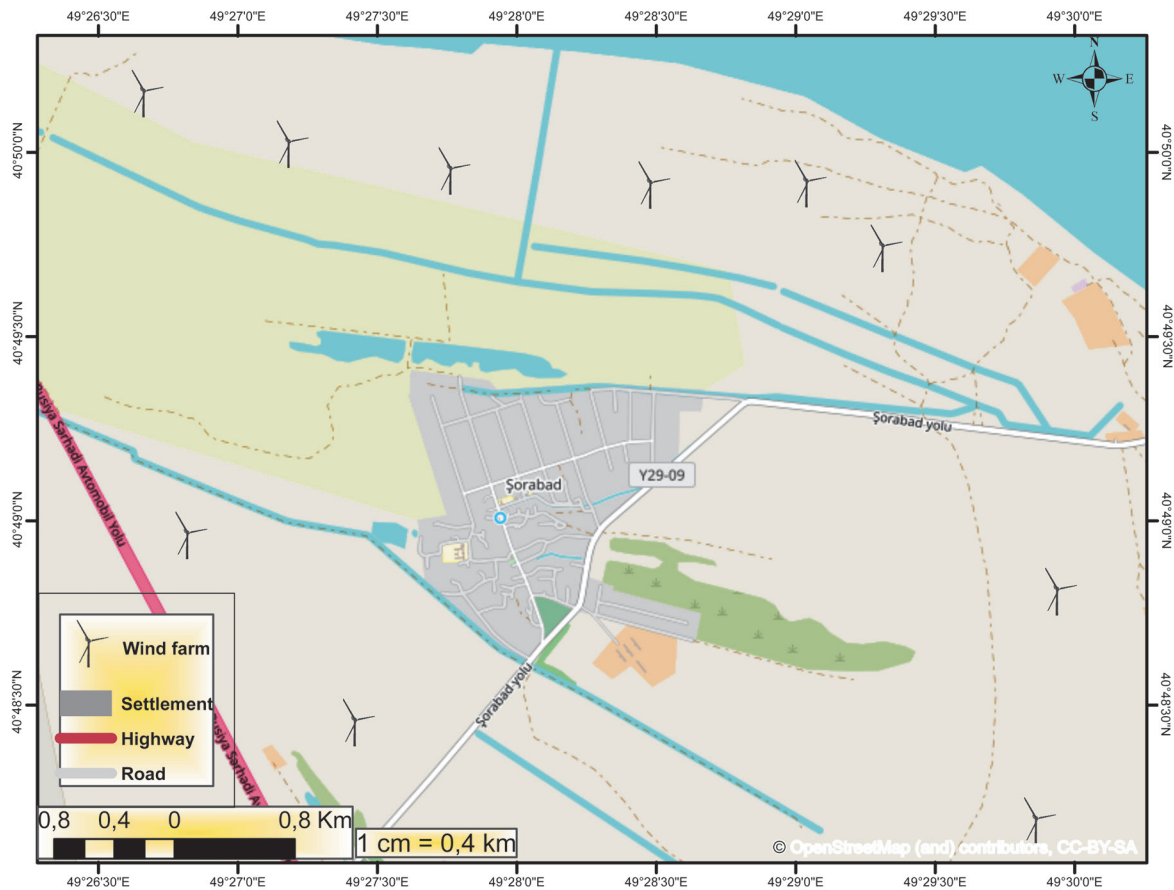 49°26'30"E 49°27'0"E 49°27'30"E 49°28'0"E 49°28'30"E 49°29'0"E 49°29'30"E 49°30'0"E
N
W E
S
40°50'0"N 40°50'0"N
40°49'30"N 40°49'30"N
Şorabad yolu
Y29-09
Şorabad
40°49'0"N 40°49'0"N
Rusiya Sərhədi Avtomobil Yolu
40°48'30"N 40°48'30"N
Şorabad yolu
Wind farm
Settlement
Highway
Road
0,8 0,4 0 0,8 Km
1 cm = 0,4 km
© OpenStreetMap (and) contributors, CC-BY-SA
49°26'30"E 49°27'0"E 49°27'30"E 49°28'0"E 49°28'30"E 49°29'0"E 49°29'30"E 49°30'0"E